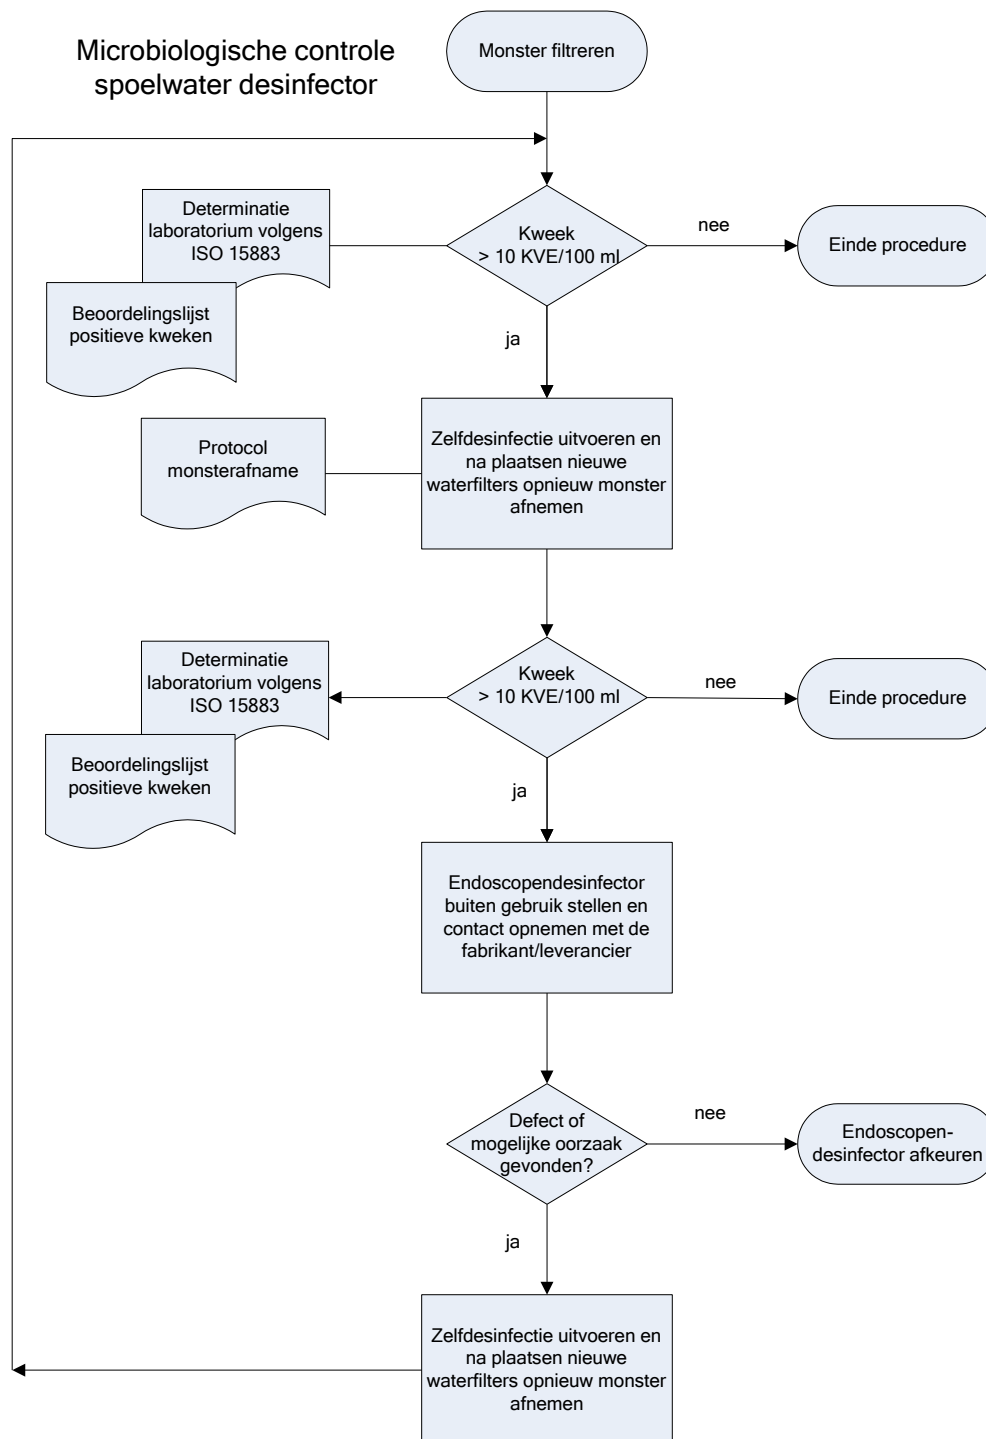 Microbiologische controle
spoelwater desinfector
Monster filtreren
Determinatie
laboratorium volgens
ISO 15883
Beoordelingslijst
positieve kweken
Kweek
> 10 KVE/100 ml
nee
Einde procedure
ja
Protocol
monsterafname
Zelfdesinfectie uitvoeren en
na plaatsen nieuwe
waterfilters opnieuw monster
afnemen
Determinatie
laboratorium volgens
ISO 15883
Beoordelingslijst
positieve kweken
Kweek
> 10 KVE/100 ml
nee
Einde procedure
ja
Endoscopendesinfector
buiten gebruik stellen en
contact opnemen met de
fabrikant/leverancier
Defect of
mogelijke oorzaak
gevonden?
nee
Endoscopen-
desinfector afkeuren
ja
Zelfdesinfectie uitvoeren en
na plaatsen nieuwe
waterfilters opnieuw monster
afnemen